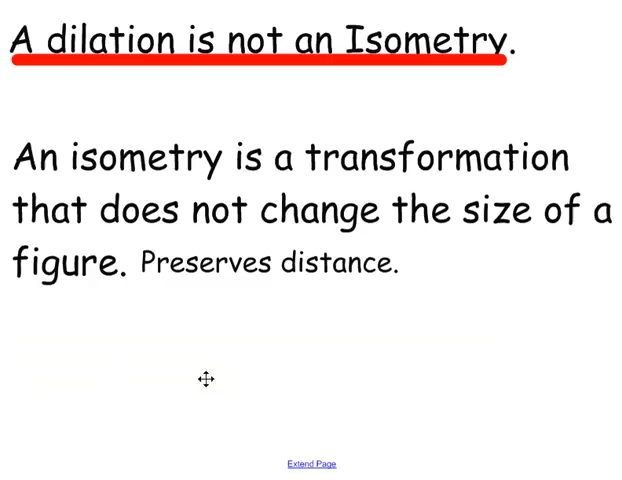 A dilation is not an Isometry.
An isometry is a transformation
that does not change the size of a
figure. Preserves distance.
Extend Page